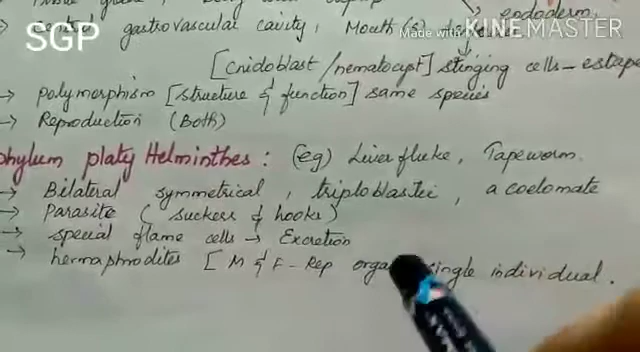 endoderm
SGP
central gastrovascular cavity, Mouth(s)
Made with KINEMASTER
[cnidoblast/nematocyst] stinging cells - estape
→ polymorphism [structure & function] same species
→ Reproduction (Both)
phylum platy Helminthes: (eg) Liver fluke, Tapeworm.
→ Bilateral symmetrical, triploblastic, acoelomate
→ Parasite (suckers & hooks)
→ special flame cells → Excretion
→ hermaphrodites [M & F - Rep single individual.